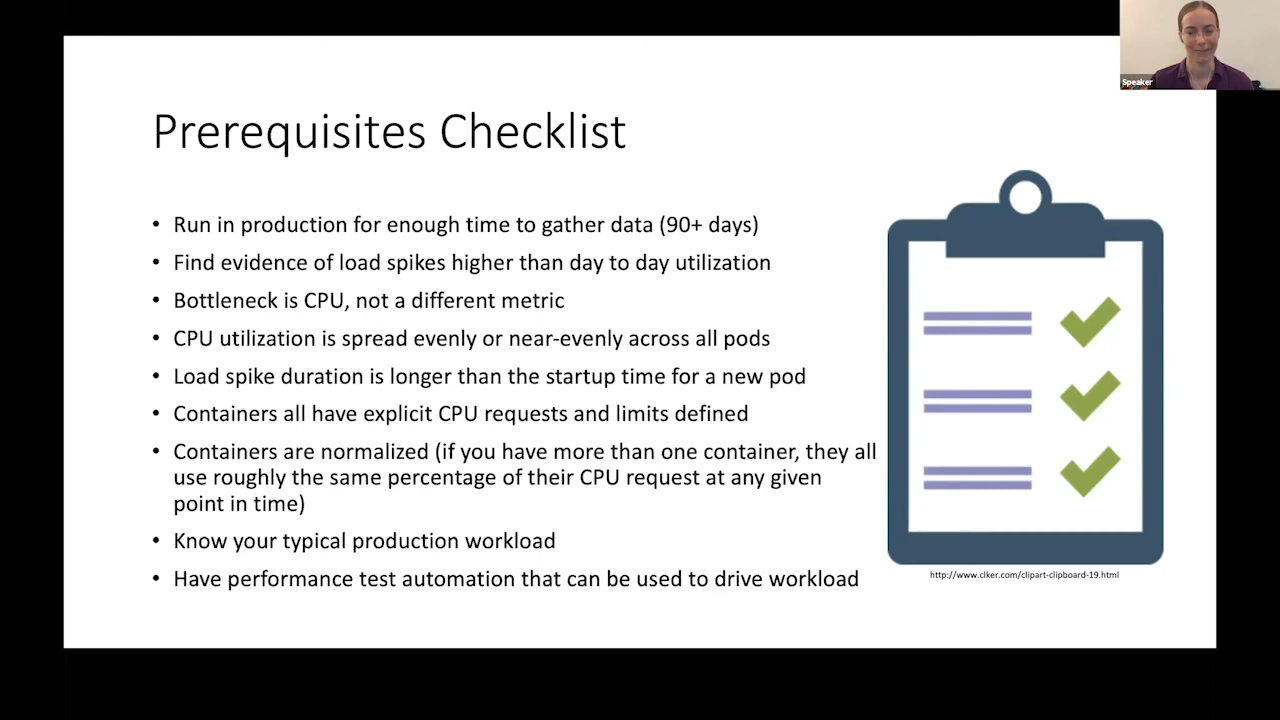 Speaker
Prerequisites Checklist
• Run in production for enough time to gather data (90+ days)
• Find evidence of load spikes higher than day to day utilization
• Bottleneck is CPU, not a different metric
• CPU utilization is spread evenly or near-evenly across all pods
• Load spike duration is longer than the startup time for a new pod
• Containers all have explicit CPU requests and limits defined
• Containers are normalized (if you have more than one container, they all
use roughly the same percentage of their CPU request at any given
point in time)
• Know your typical production workload
• Have performance test automation that can be used to drive workload
http://www.clker.com/clipart-clipboard-19.html